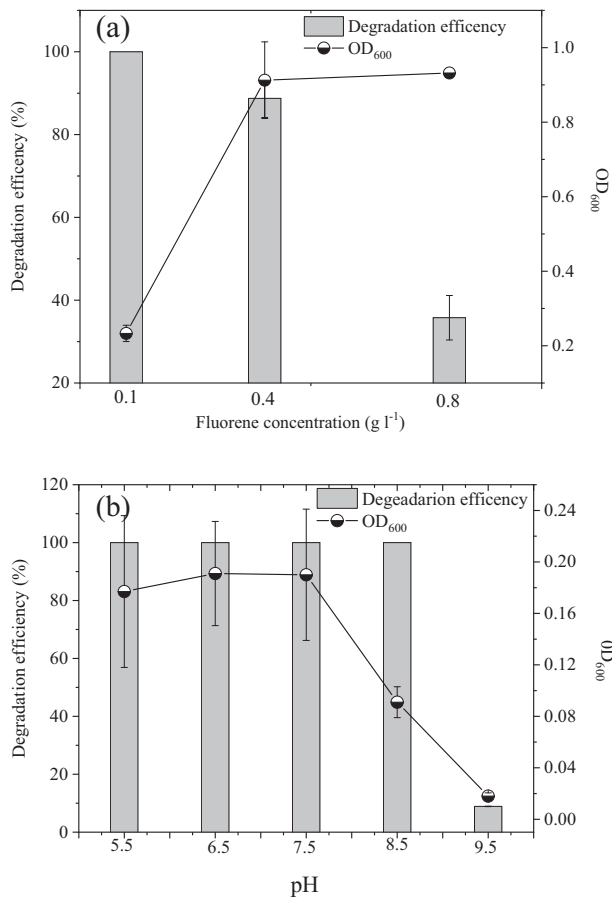 (a)
Degradation efficency
OD600
100
80
60
40
20
Degradation efficency (%)
1.0
0.8
0.6
0.4
0.2
OD600
0.1 0.4 0.8
Fluorene concentration (g l-1)
(b)
Degeadarion efficency
OD600
120
100
80
60
40
20
0
Degradation efficiency (%)
0.24
0.20
0.16
0.12
0.08
0.04
0.00
0D600
5.5 6.5 7.5 8.5 9.5
pH